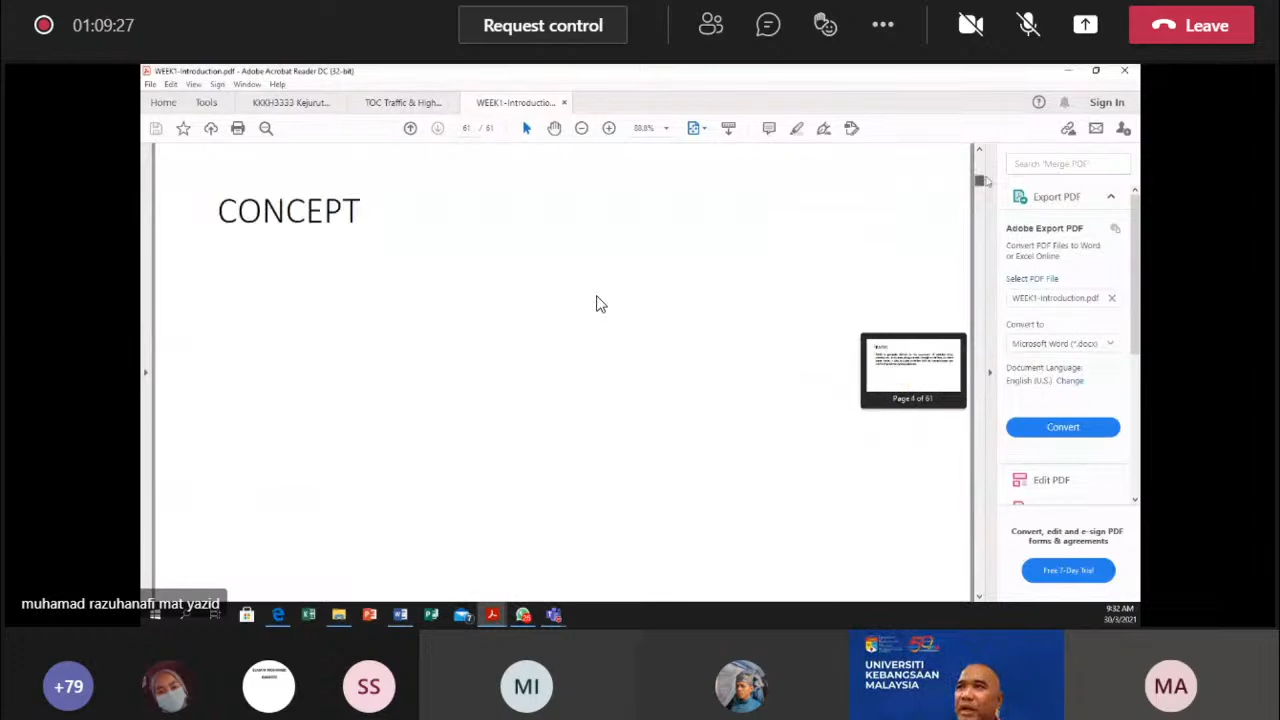 01:09:27
Request control
Leave
WEEK1-Introduction.pdf - Adobe Acrobat Reader DC (32-bit)
File Edit View Sign Window Help
Home Tools KKKH3333 Kejurut... TOC Traffic & High... WEEK1-Introductio... × Sign In
61 / 61 88.8%
Search 'Merge PDF'
Export PDF
Adobe Export PDF
Convert PDF Files to Word
or Excel Online
Select PDF File
WEEK1-Introduction.pdf
Convert to
Microsoft Word (*.docx)
Document Language:
English (U.S.) Change
Convert
Edit PDF
Convert, edit and e-sign PDF
forms & agreements
Free 7-Day Trial
CONCEPT
Page 4 of 61
muhamad razuhanafi mat yazid
9:32 AM
30/3/2021
+79
SS
MI
UNIVERSITI
KEBANGSAAN
MALAYSIA
MA